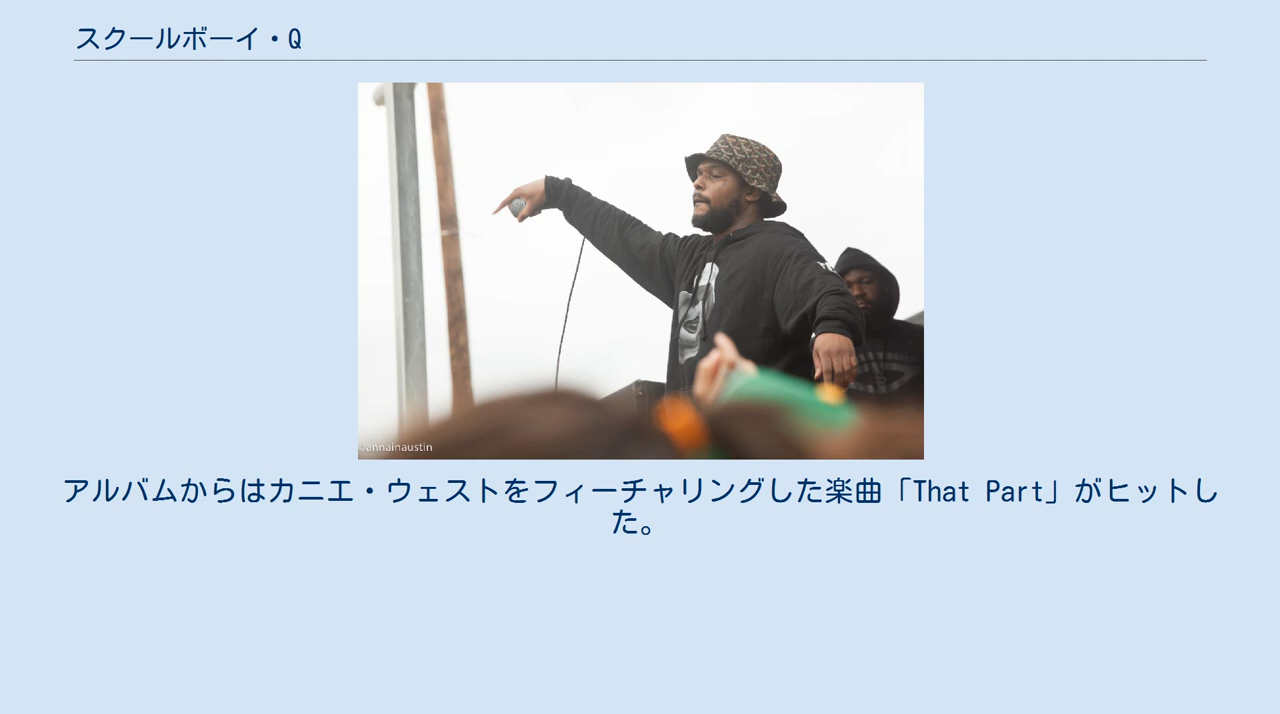 スクールボーイ・Q
©annainaustin
アルバムからはカニエ・ウェストをフィーチャリングした楽曲「That Part」がヒットし
た。